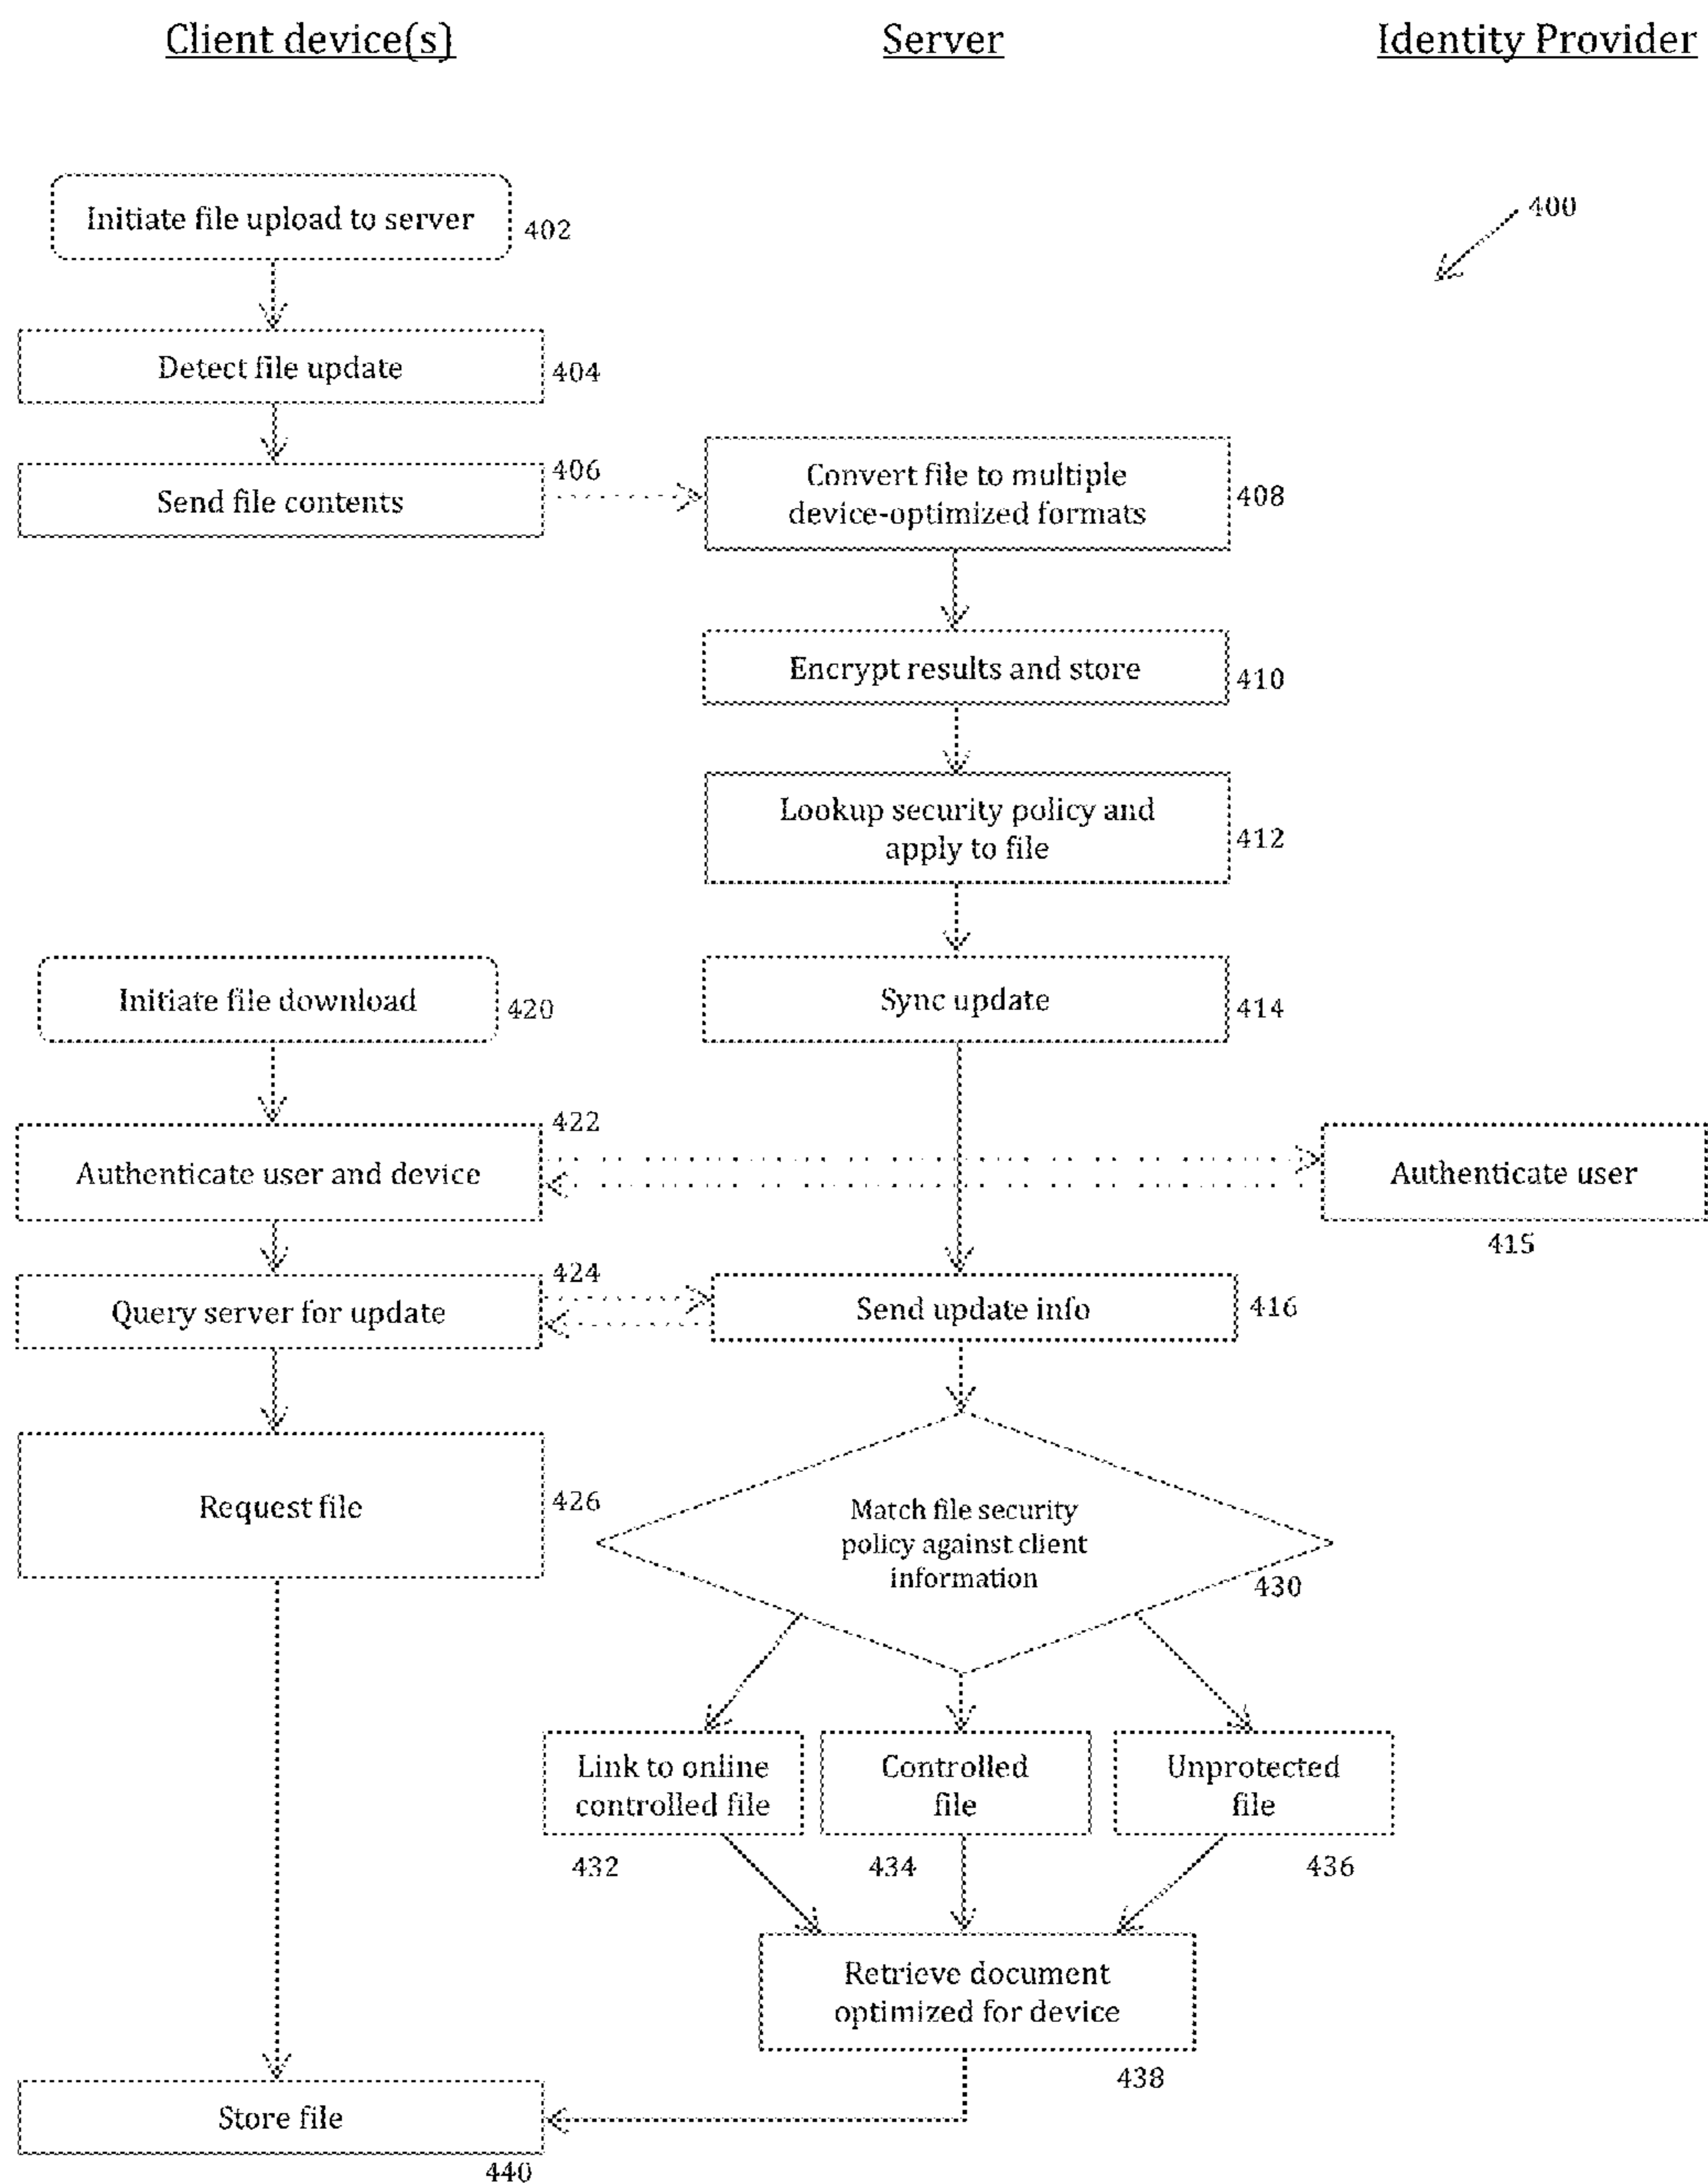 Client device(s)
Server
Identity Provider
400
Initiate file upload to server
402
Detect file update
404
Send file contents
406
Convert file to multiple
device-optimized formats
408
Encrypt results and store
410
Lookup security policy and
apply to file
412
Initiate file download
420
Sync update
414
Authenticate user and device
422
Authenticate user
415
Query server for update
424
Send update info
416
Request file
426
Match file security
policy against client
information
430
Link to online
controlled file
432
Controlled
file
434
Unprotected
file
436
Retrieve document
optimized for device
438
Store file
440